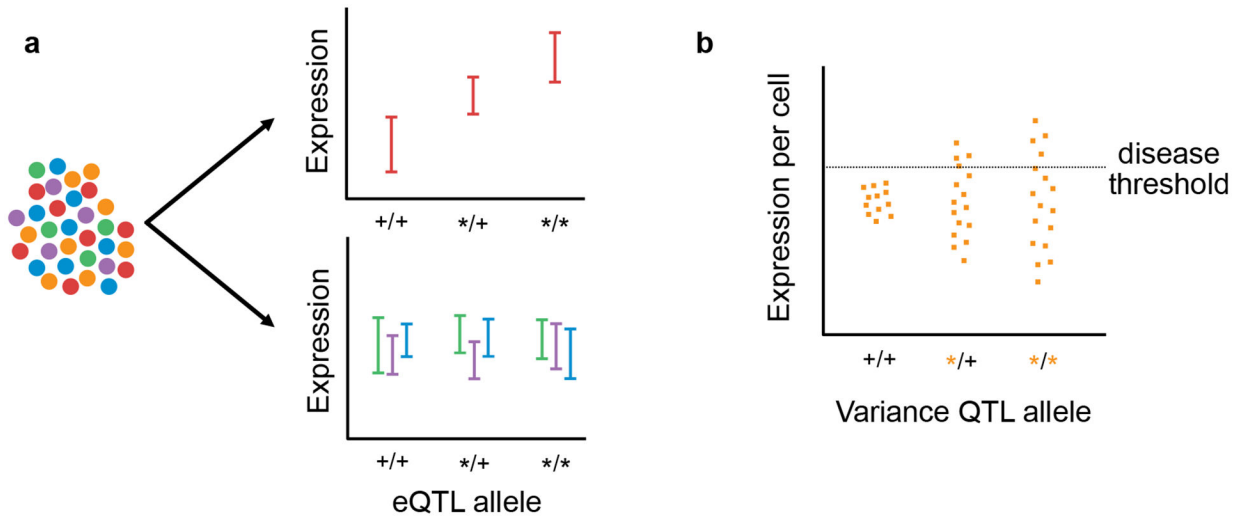 a
Expression
+/+ */+ */*
Expression
+/+ */+ */*
eQTL allele
b
Expression per cell
disease
threshold
+/+ */+ */*
Variance QTL allele